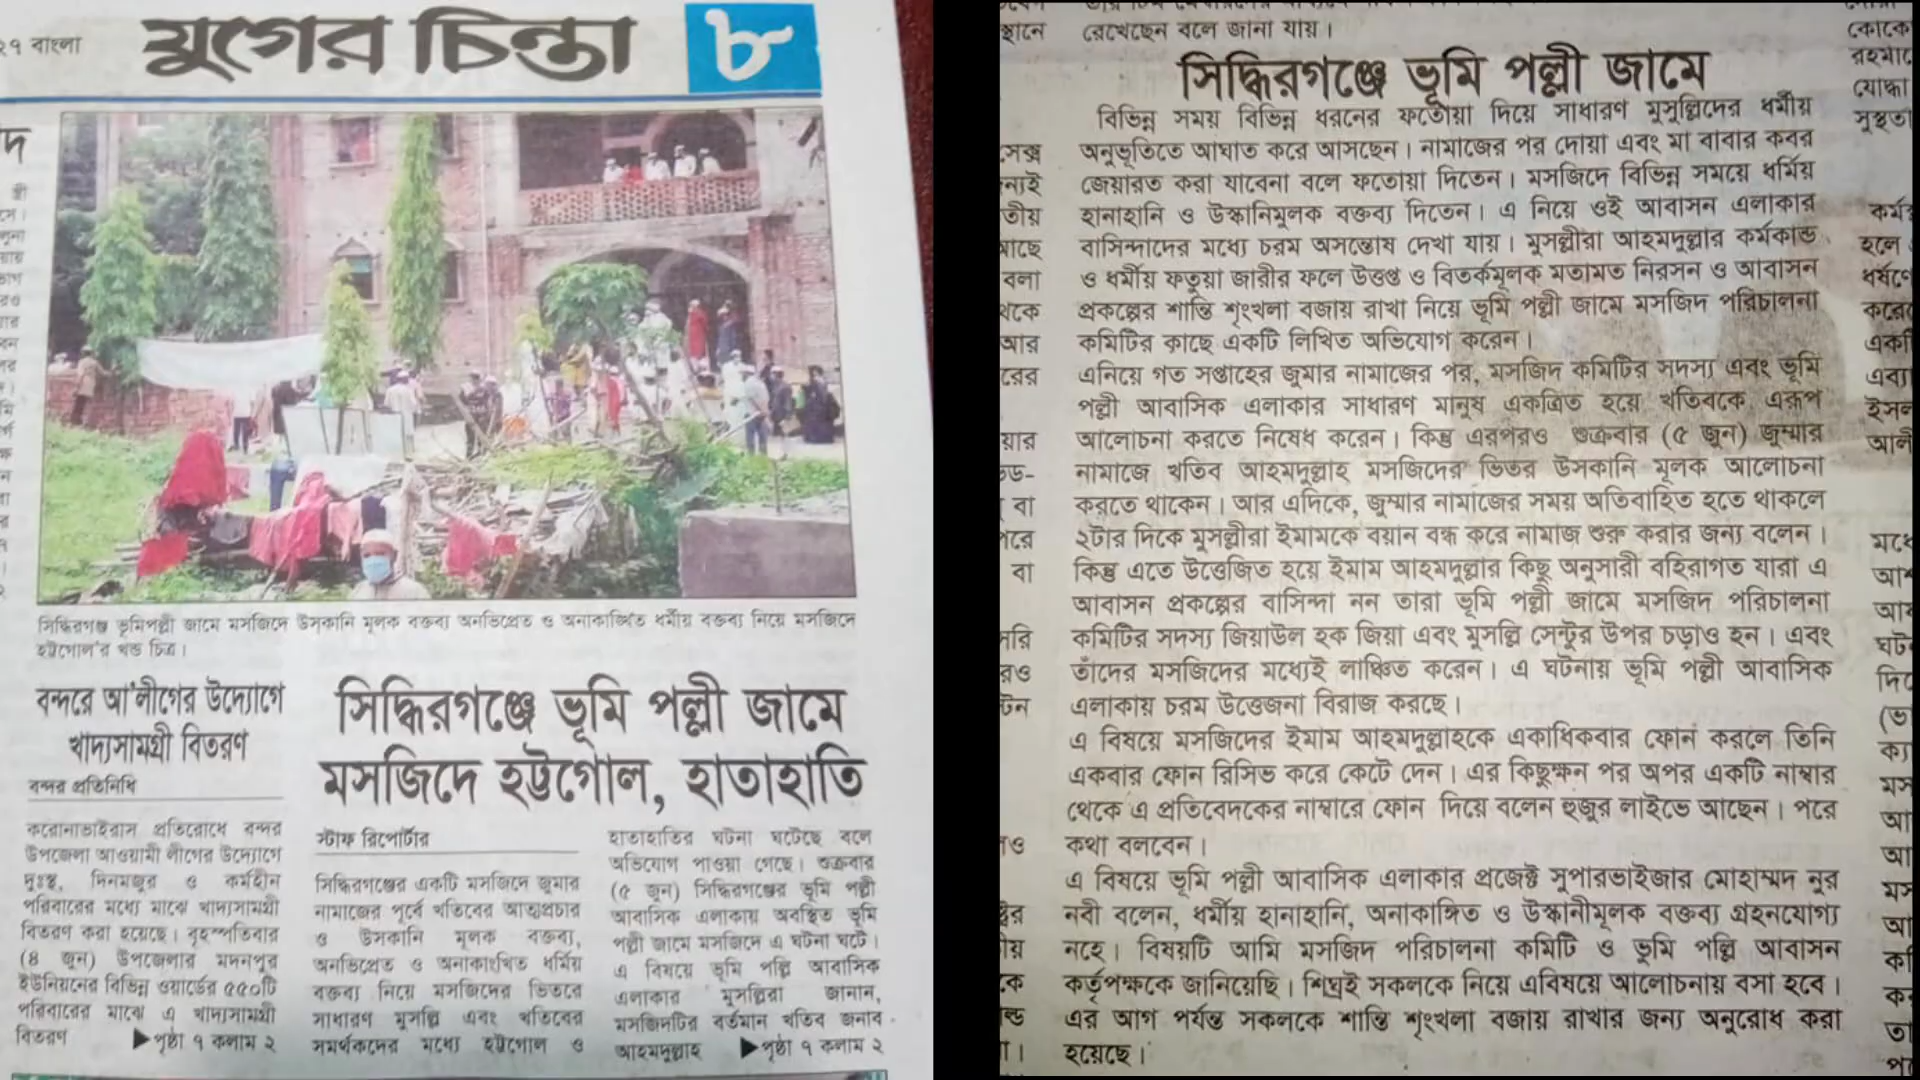 ২৭ বাংলা
যুগের চিন্তা
৮
সিদ্ধিরগঞ্জ ভূমিপল্লী জামে মসজিদে উস্কানি মূলক বক্তব্য অনভিপ্রেত ও অনাকাঙ্খিত ধর্মীয় বক্তব্য নিয়ে মসজিদে
হট্টগোল'র খন্ড চিত্র।
বন্দরে আ'লীগের উদ্যোগে
খাদ্যসামগ্রী বিতরণ
বন্দর প্রতিনিধি
করোনাভাইরাস প্রতিরোধে বন্দর
উপজেলা আওয়ামী লীগের উদ্যোগে
দুঃস্থ, দিনমজুর ও কর্মহীন
পরিবারের মধ্যে মাঝে খাদ্যসামগ্রী
বিতরণ করা হয়েছে। বৃহস্পতিবার
(৪ জুন) উপজেলার মদনপুর
ইউনিয়নের বিভিন্ন ওয়ার্ডের ৫৫০টি
পরিবারের মাঝে এ খাদ্যসামগ্রী
বিতরণ ▶পৃষ্ঠা ৭ কলাম ২
সিদ্ধিরগঞ্জে ভূমি পল্লী জামে
মসজিদে হট্টগোল, হাতাহাতি
স্টাফ রিপোর্টার
সিদ্ধিরগঞ্জের একটি মসজিদে জুমার
নামাজের পূর্বে খতিবের আত্মপ্রচার
ও উসকানি মূলক বক্তব্য,
অনভিপ্রেত ও অনাকাংখিত ধর্মিয়
বক্তব্য নিয়ে মসজিদের ভিতরে
সাধারণ মুসল্লি এবং খতিবের
সমর্থকদের মধ্যে হট্টগোল ও
হাতাহাতির ঘটনা ঘটেছে বলে
অভিযোগ পাওয়া গেছে। শুক্রবার
(৫ জুন) সিদ্ধিরগঞ্জের ভূমি পল্লী
আবাসিক এলাকায় অবস্থিত ভূমি
পল্লী জামে মসজিদে এ ঘটনা ঘটে।
এ বিষয়ে ভূমি পল্লি আবাসিক
এলাকার মুসল্লিরা জানান,
মসজিদটির বর্তমান খতিব জনাব
আহমদুল্লাহ ▶পৃষ্ঠা ৭ কলাম ২
রেখেছেন বলে জানা যায়।
সিদ্ধিরগঞ্জে ভূমি পল্লী জামে
বিভিন্ন সময় বিভিন্ন ধরনের ফতোয়া দিয়ে সাধারণ মুসুল্লিদের ধর্মীয়
অনুভূতিতে আঘাত করে আসছেন। নামাজের পর দোয়া এবং মা বাবার কবর
জেয়ারত করা যাবেনা বলে ফতোয়া দিতেন। মসজিদে বিভিন্ন সময়ে ধর্মিয়
হানাহানি ও উস্কানিমুলক বক্তব্য দিতেন। এ নিয়ে ওই আবাসন এলাকার
বাসিন্দাদের মধ্যে চরম অসন্তোষ দেখা যায়। মুসল্লীরা আহমদুল্লার কর্মকান্ড
ও ধর্মীয় ফতুয়া জারীর ফলে উত্তপ্ত ও বিতর্কমূলক মতামত নিরসন ও আবাসন
প্রকল্পের শান্তি শৃংখলা বজায় রাখা নিয়ে ভূমি পল্লী জামে মসজিদ পরিচালনা
কমিটির কাছে একটি লিখিত অভিযোগ করেন।
এনিয়ে গত সপ্তাহের জুমার নামাজের পর, মসজিদ কমিটির সদস্য এবং ভূমি
পল্লী আবাসিক এলাকার সাধারণ মানুষ একত্রিত হয়ে খতিবকে এরূপ
আলোচনা করতে নিষেধ করেন। কিন্তু এরপরও শুক্রবার (৫ জুন) জুম্মার
নামাজে খতিব আহমদুল্লাহ মসজিদের ভিতর উসকানি মূলক আলোচনা
করতে থাকেন। আর এদিকে, জুম্মার নামাজের সময় অতিবাহিত হতে থাকলে
২টার দিকে মুসল্লীরা ইমামকে বয়ান বন্ধ করে নামাজ শুরু করার জন্য বলেন।
কিন্তু এতে উত্তেজিত হয়ে ইমাম আহমদুল্লার কিছু অনুসারী বহিরাগত যারা এ
আবাসন প্রকল্পের বাসিন্দা নন তারা ভূমি পল্লী জামে মসজিদ পরিচালনা
কমিটির সদস্য জিয়াউল হক জিয়া এবং মুসল্লি সেন্টুর উপর চড়াও হন। এবং
তাঁদের মসজিদের মধ্যেই লাঞ্চিত করেন। এ ঘটনায় ভূমি পল্লী আবাসিক
এলাকায় চরম উত্তেজনা বিরাজ করছে।
এ বিষয়ে মসজিদের ইমাম আহমদুল্লাহকে একাধিকবার ফোন করলে তিনি
একবার ফোন রিসিভ করে কেটে দেন। এর কিছুক্ষন পর অপর একটি নাম্বার
থেকে এ প্রতিবেদকের নাম্বারে ফোন দিয়ে বলেন হুজুর লাইভে আছেন। পরে
কথা বলবেন।
এ বিষয়ে ভূমি পল্লী আবাসিক এলাকার প্রজেক্ট সুপারভাইজার মোহাম্মদ নুর
নবী বলেন, ধর্মীয় হানাহানি, অনাকাঙ্গিত ও উস্কানীমূলক বক্তব্য গ্রহনযোগ্য
নহে। বিষয়টি আমি মসজিদ পরিচালনা কমিটি ও ভুমি পল্লি আবাসন
কর্তৃপক্ষকে জানিয়েছি। শিঘ্রই সকলকে নিয়ে এবিষয়ে আলোচনায় বসা হবে।
এর আগ পর্যন্ত সকলকে শান্তি শৃংখলা বজায় রাখার জন্য অনুরোধ করা
হয়েছে।